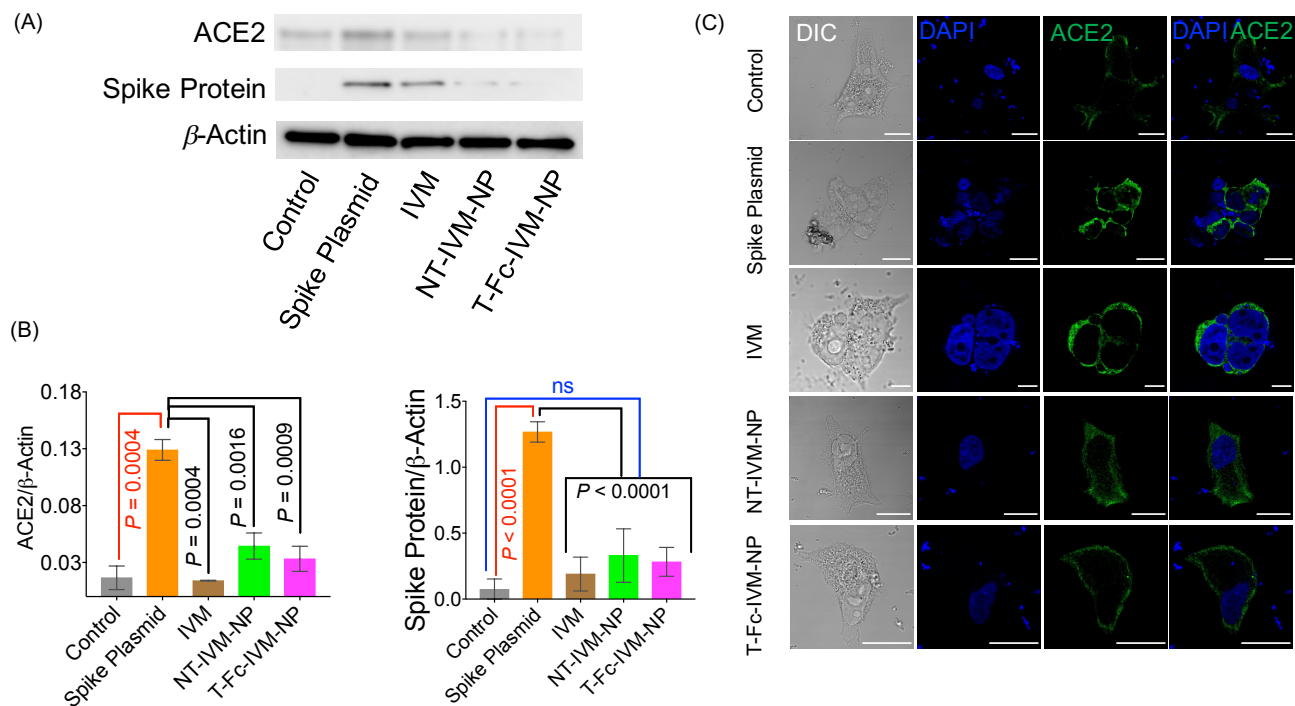 (A)
ACE2
Spike Protein
β-Actin
Control
Spike Plasmid
IVM
NT-IVM-NP
T-Fc-IVM-NP
(B)
ACE2/β-Actin
0.18
0.13
0.08
0.03
P = 0.0004
P = 0.0004
P = 0.0016
P = 0.0009
Control
Spike Plasmid
IVM
NT-IVM-NP
T-Fc-IVM-NP
Spike Protein/β-Actin
1.5
1.0
0.5
0.0
ns
P < 0.0001
P < 0.0001
Control
Spike Plasmid
IVM
NT-IVM-NP
T-Fc-IVM-NP
(C)
DIC
DAPI
ACE2
DAPI ACE2
Control
Spike Plasmid
IVM
NT-IVM-NP
T-Fc-IVM-NP